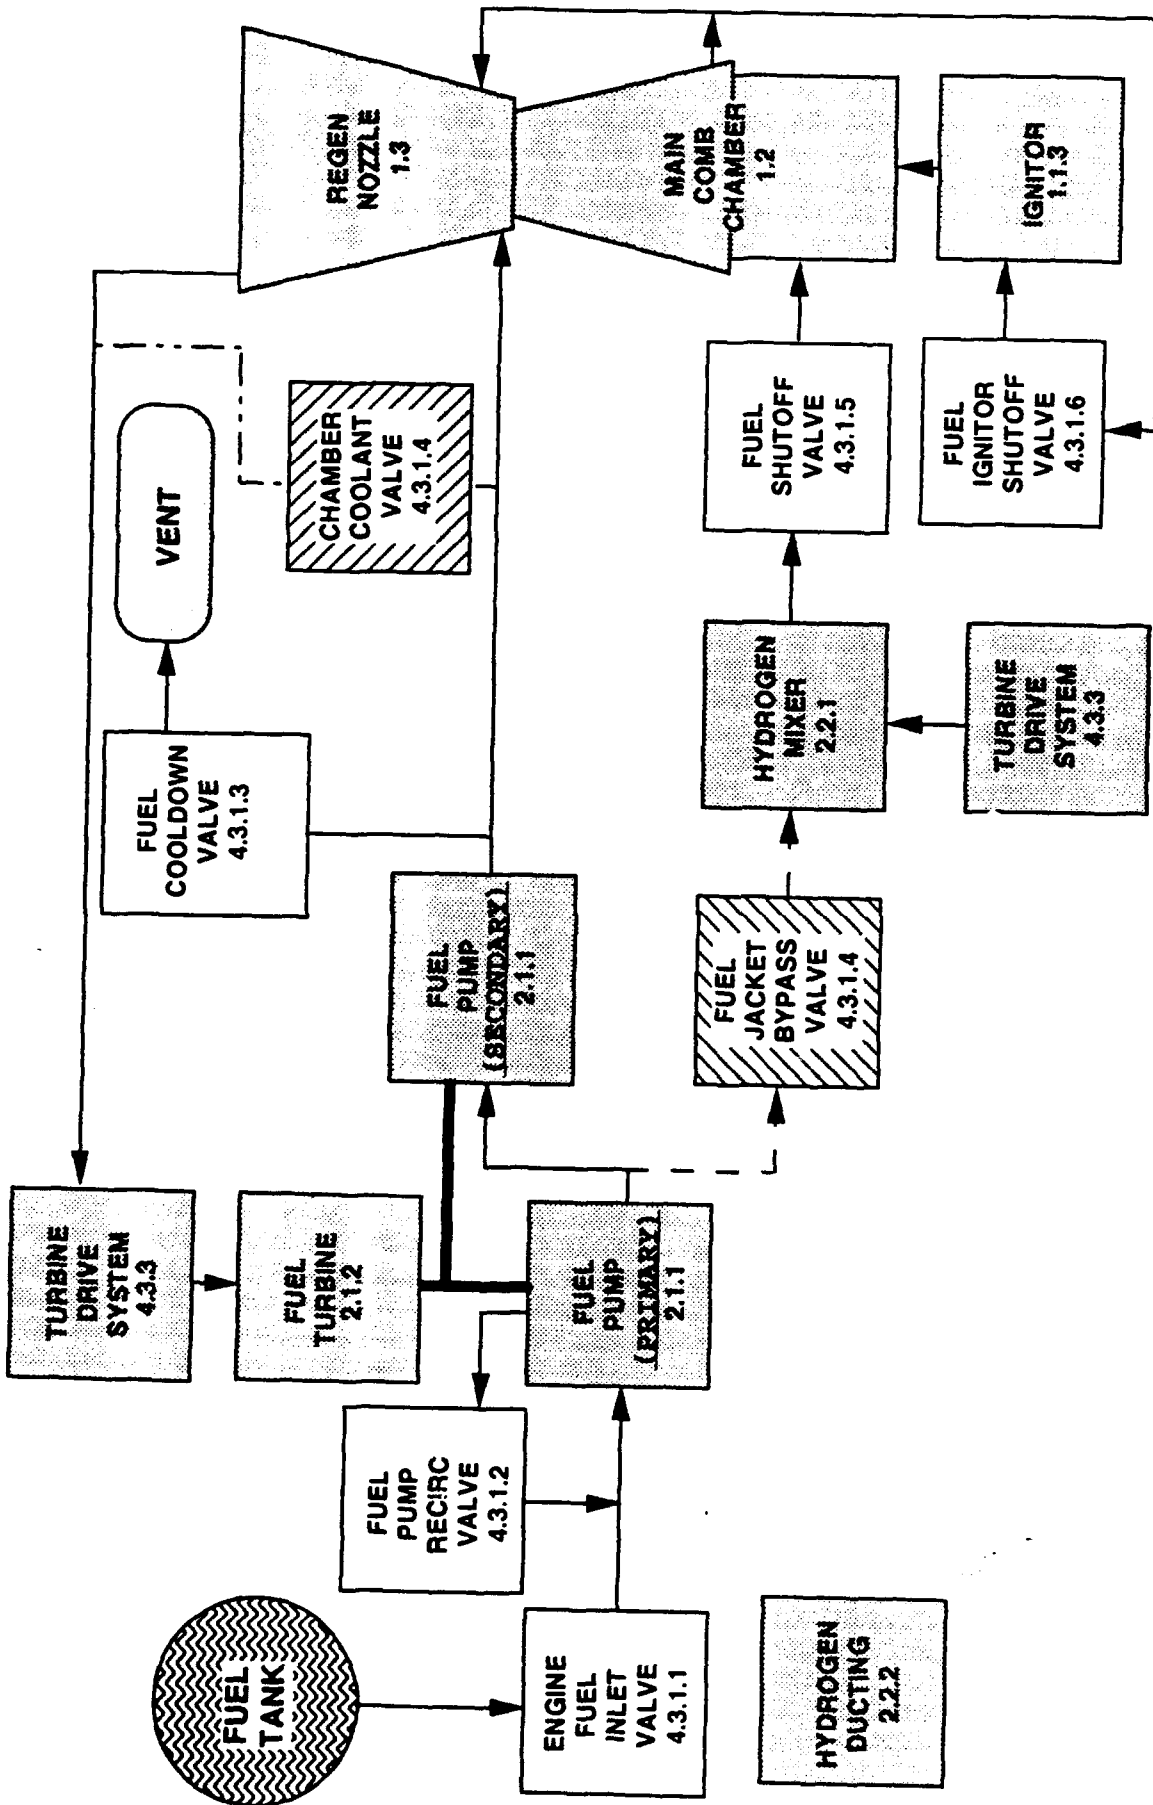 FUEL
TANK
ENGINE
FUEL
INLET
VALVE
4.3.1.1
HYDROGEN
DUCTING
2.2.2
FUEL
PUMP
RECIRC
VALVE
4.3.1.2
TURBINE
DRIVE
SYSTEM
4.3.3
FUEL
TURBINE
2.1.2
FUEL
PUMP
(PRIMARY)
2.1.1
FUEL
PUMP
(SECONDARY)
2.1.1
FUEL
JACKET
BYPASS
VALVE
4.3.1.4
FUEL
COOLDOWN
VALVE
4.3.1.3
VENT
HYDROGEN
MIXER
2.2.1
TURBINE
DRIVE
SYSTEM
4.3.3
CHAMBER
COOLANT
VALVE
4.3.1.4
FUEL
SHUTOFF
VALVE
4.3.1.5
FUEL
IGNITOR
SHUTOFF
VALVE
4.3.1.6
REGEN
NOZZLE
1.3
MAIN
COMB
CHAMBER
1.2
IGNITOR
1.1.3